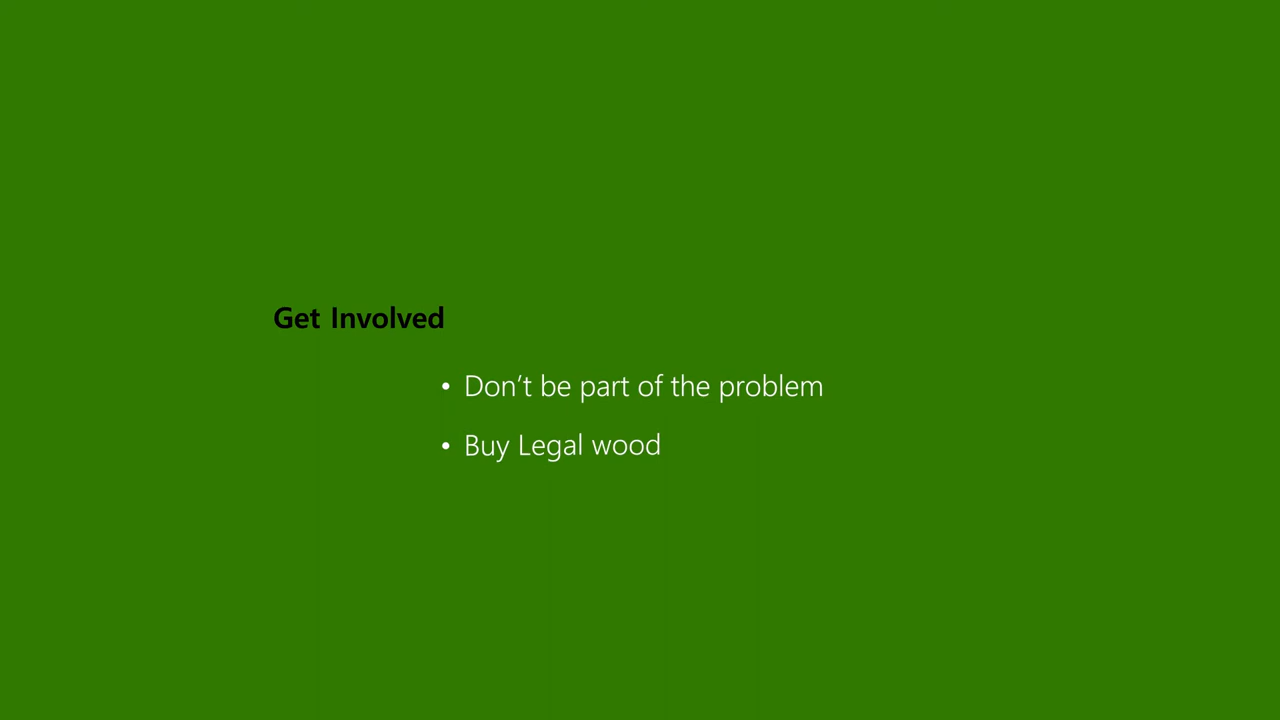 Get Involved
• Don’t be part of the problem
• Buy Legal wood